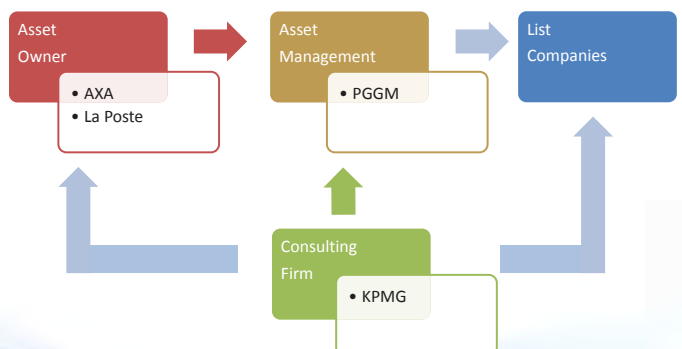 Asset
Owner
• AXA
• La Poste
Asset
Management
• PGGM
List
Companies
Consulting
Firm
• KPMG